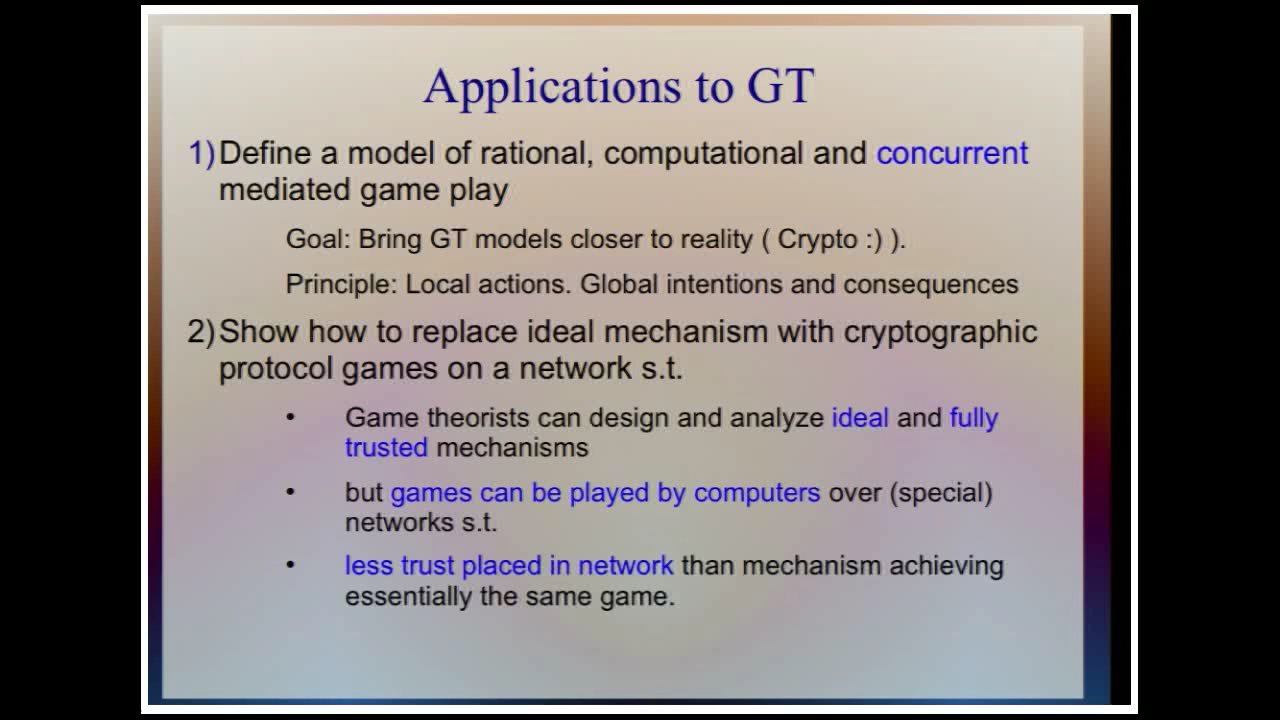 Applications to GT
1) Define a model of rational, computational and concurrent
mediated game play
Goal: Bring GT models closer to reality ( Crypto :) ).
Principle: Local actions. Global intentions and consequences
2) Show how to replace ideal mechanism with cryptographic
protocol games on a network s.t.
• Game theorists can design and analyze ideal and fully
trusted mechanisms
• but games can be played by computers over (special)
networks s.t.
• less trust placed in network than mechanism achieving
essentially the same game.